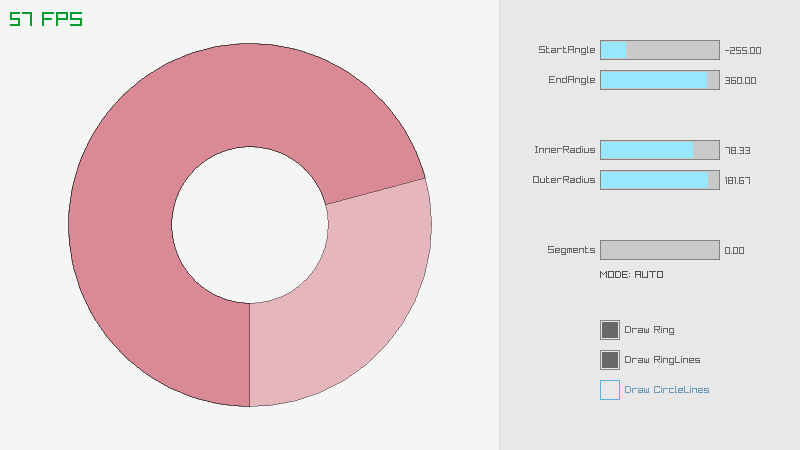 57 FPS
StartAngle -255.00
EndAngle 360.00
InnerRadius 78.33
OuterRadius 181.67
Segments 0.00
MODE: AUTO
Draw Ring
Draw RingLines
Draw CircleLines